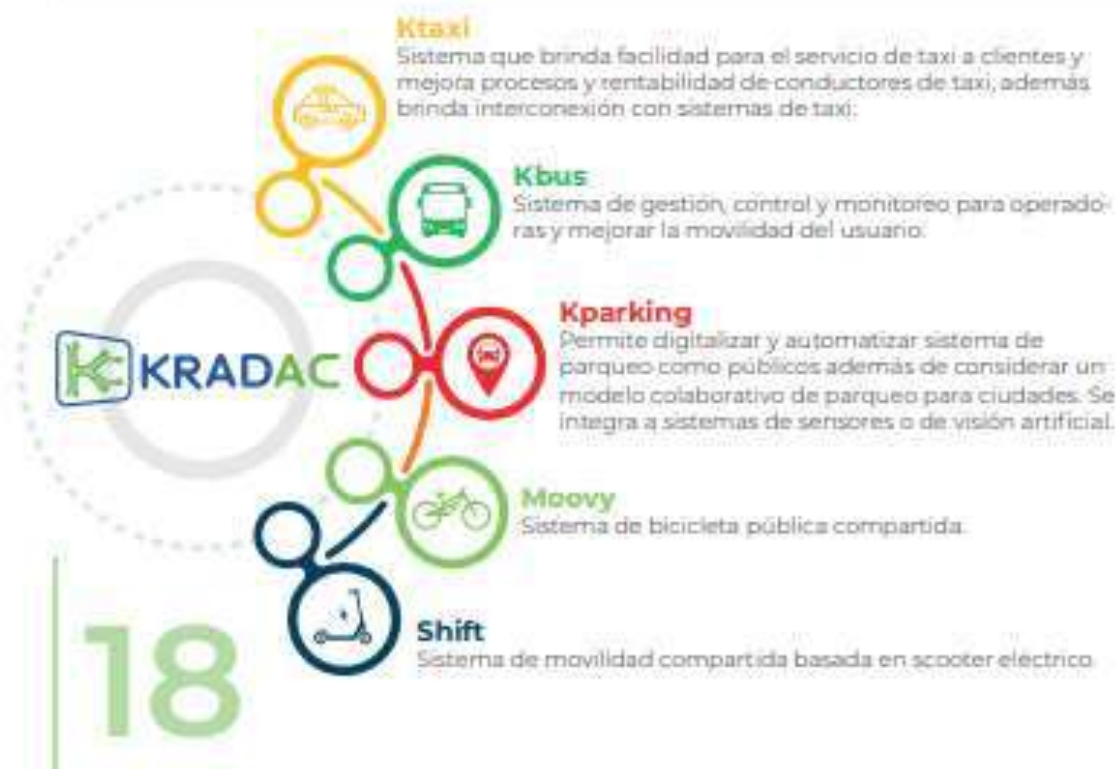 Ktaxi
Sistema que brinda facilidad para el servicio de taxi a clientes y
mejora procesos y rentabilidad de conductores de taxi, además
brinda interconexión con sistemas de taxi.
Kbus
Sistema de gestión, control y monitoreo para operado-
ras y mejorar la movilidad del usuario.
Kparking
Permite digitalizar y automatizar sistema de
parqueo como públicos además de considerar un
modelo colaborativo de parqueo para ciudades. Se
integra a sistemas de sensores o de visión artificial.
KRADAC
Moovy
Sistema de bicicleta pública compartida.
Shift
Sistema de movilidad compartida basada en scooter eléctrico.
18